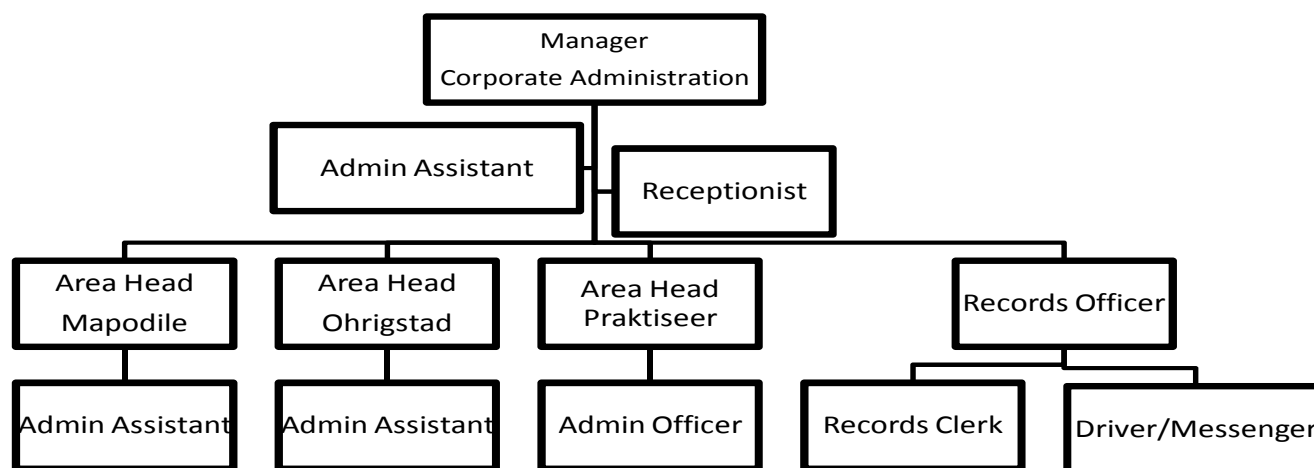 Manager
Corporate Administration
Admin Assistant
Receptionist
Area Head
Mapodile
Area Head
Ohrigstad
Area Head
Praktiseer
Records Officer
Admin Assistant
Admin Assistant
Admin Officer
Records Clerk
Driver/Messenger